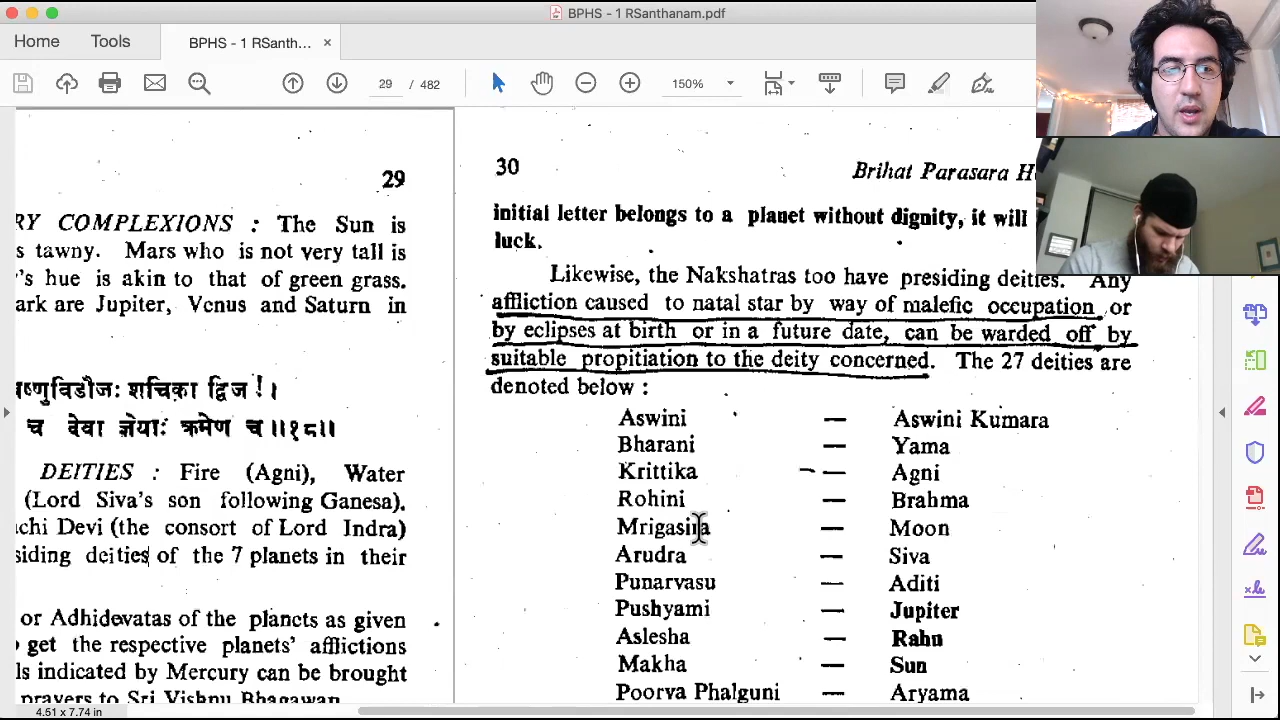 BPHS - 1 RSanthanam.pdf
Home
Tools
BPHS - 1 RSanth...
29 / 482
150%
29
RY COMPLEXIONS : The Sun is
s tawny. Mars who is not very tall is
's hue is akin to that of green grass.
ark are Jupiter, Venus and Saturn in
च देवा ज्ञेयाः क्रमेण च॥१८॥
DEITIES : Fire (Agni), Water
(Lord Siva's son following Ganesa).
chi Devi (the consort of Lord Indra)
siding deities of the 7 planets in their
or Adhidevatas of the planets as given
get the respective planets' afflictions
ls indicated by Mercury can be brought
prayers to Sri Vishnu Bhagawan.
30
Brihat Parasara H
initial letter belongs to a planet without dignity, it will
luck.
Likewise, the Nakshatras too have presiding deities. Any
affliction caused to natal star by way of malefic occupation or
by eclipses at birth or in a future date, can be warded off by
suitable propitiation to the deity concerned. The 27 deities are
denoted below :
Aswini — Aswini Kumara
Bharani — Yama
Krittika — Agni
Rohini — Brahma
Mrigasira — Moon
Arudra — Siva
Punarvasu — Aditi
Pushyami — Jupiter
Aslesha — Rahu
Makha — Sun
Poorva Phalguni — Aryama
4.51 x 7.74 in